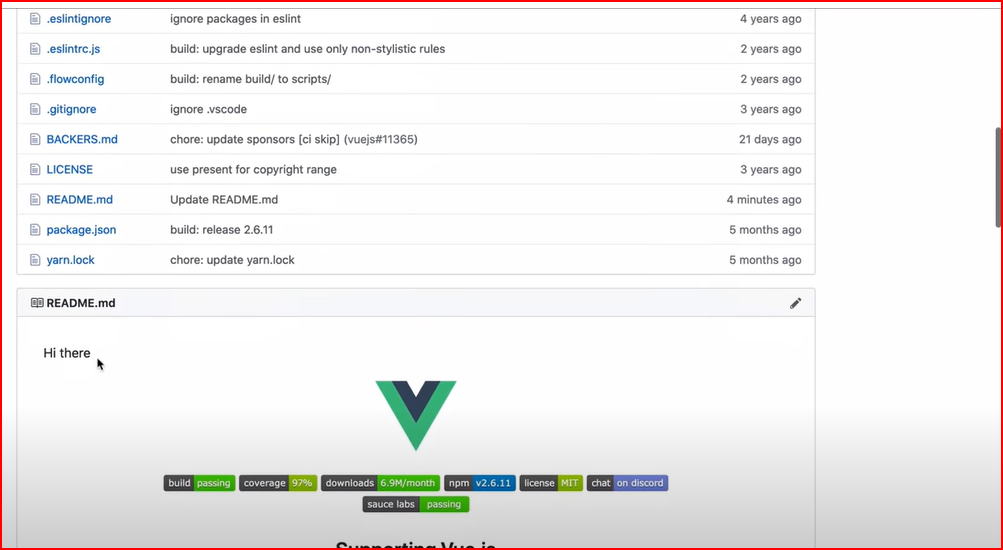 .eslintignore ignore packages in eslint 4 years ago
.eslintrc.js build: upgrade eslint and use only non-stylistic rules 2 years ago
.flowconfig build: rename build/ to scripts/ 2 years ago
.gitignore ignore .vscode 3 years ago
BACKERS.md chore: update sponsors [ci skip] (vuejs#11365) 21 days ago
LICENSE use present for copyright range 3 years ago
README.md Update README.md 4 minutes ago
package.json build: release 2.6.11 5 months ago
yarn.lock chore: update yarn.lock 5 months ago
README.md
Hi there
build passing coverage 97% downloads 6.9M/month npm v2.6.11 license MIT chat on discord
sauce labs passing
Supporting Vue.js